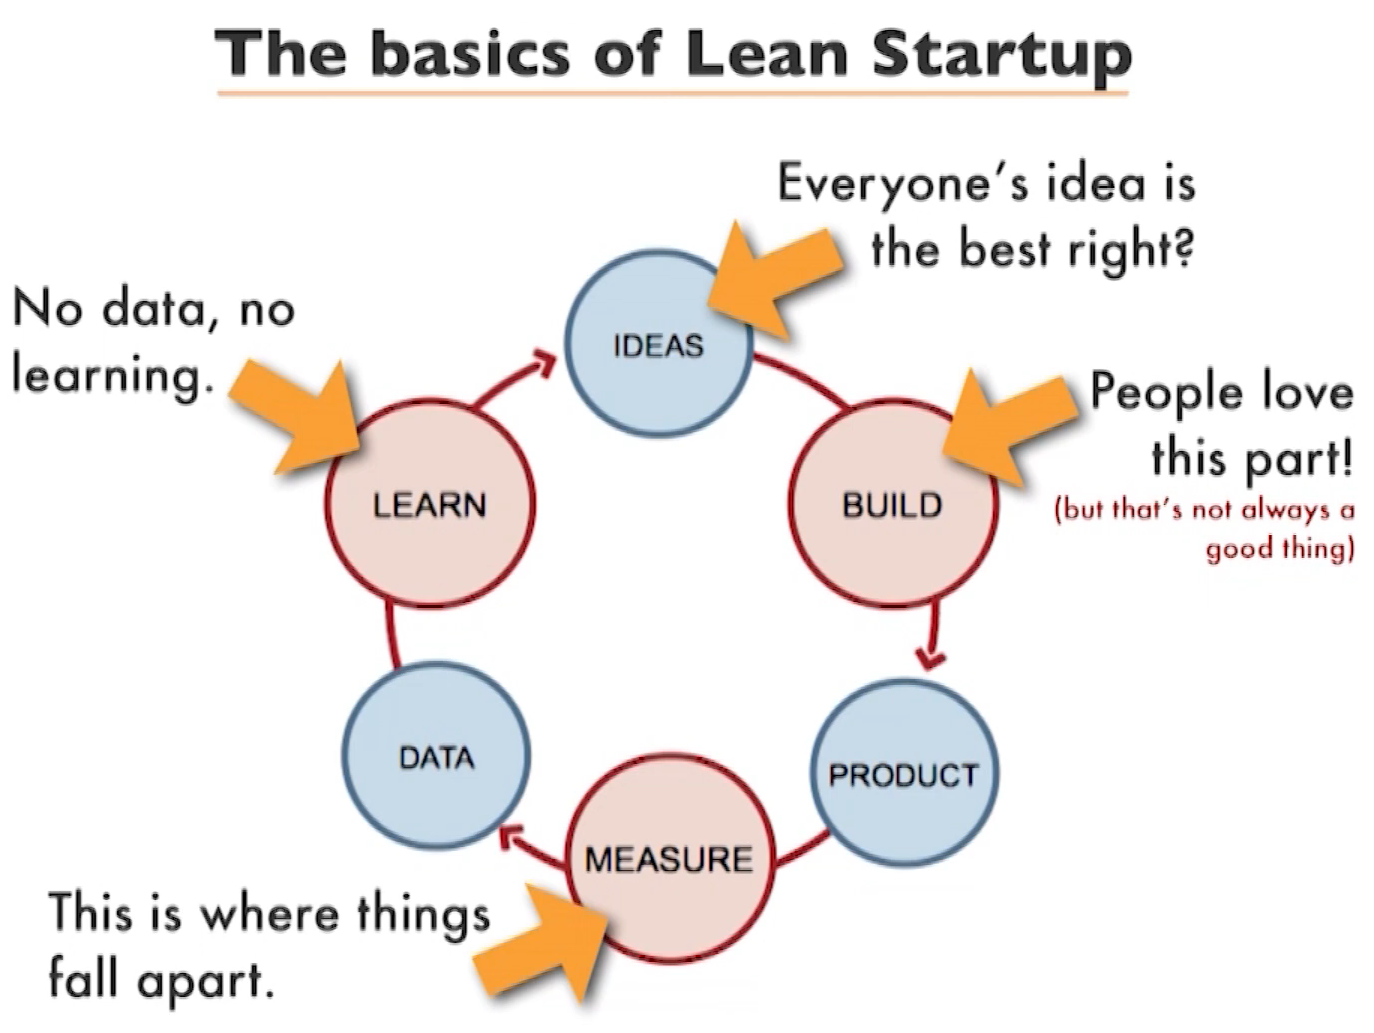 The basics of Lean Startup
Everyone's idea is
the best right?
No data, no
learning.
IDEAS
People love
this part!
(but that's not always a
good thing)
LEARN
BUILD
DATA
PRODUCT
MEASURE
This is where things
fall apart.